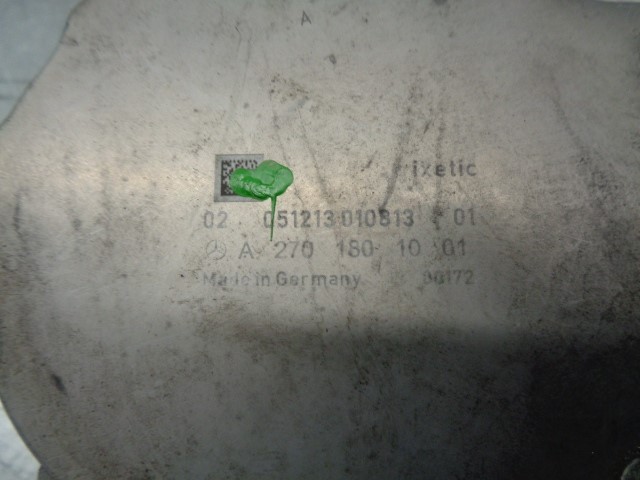 A
ixetic
02 051213 010813 01
A 270 180 10 01
Made in Germany 00172